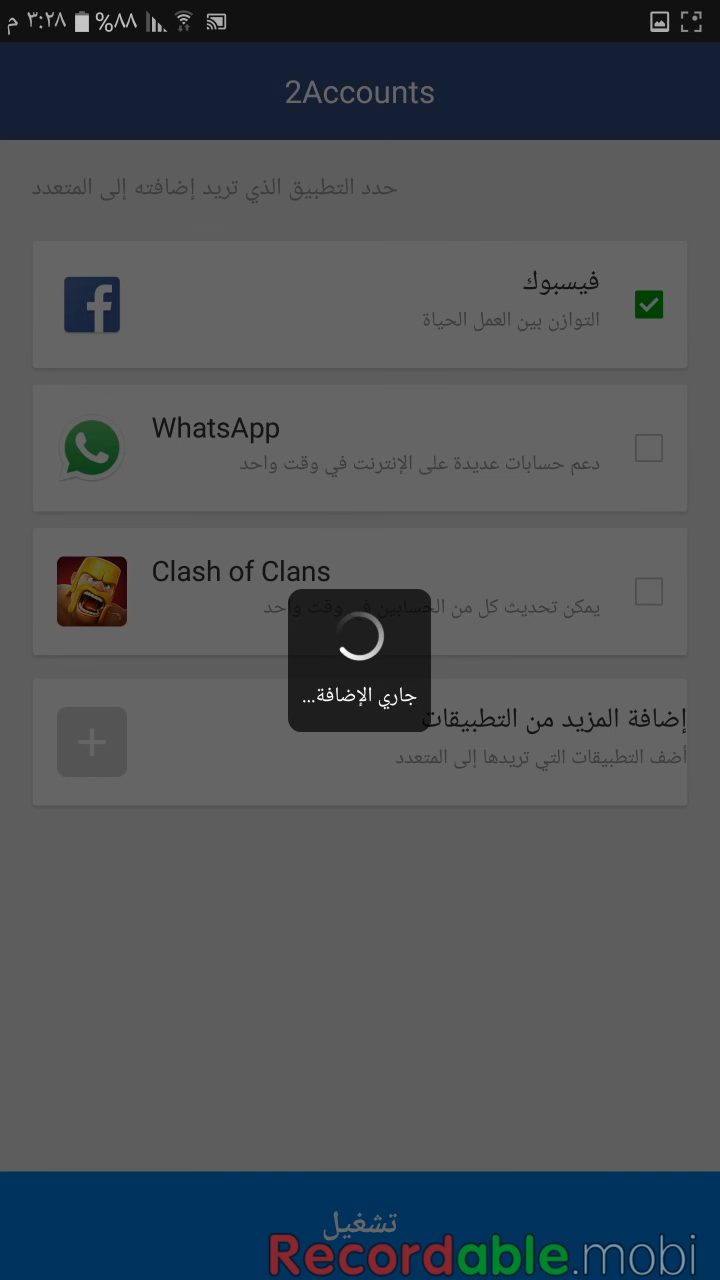 ٣:٢٨ م ٨٨%
2Accounts
حدد التطبيق الذي تريد إضافته إلى المتعدد
فيسبوك
التوازن بين العمل الحياة
WhatsApp
دعم حسابات عديدة على الإنترنت في وقت واحد
Clash of Clans
يمكن تحديث كل من الحسابين في وقت واحد
جاري الإضافة...
إضافة المزيد من التطبيقات
أضف التطبيقات التي تريدها إلى المتعدد
تشغيل
Recordable.mobi